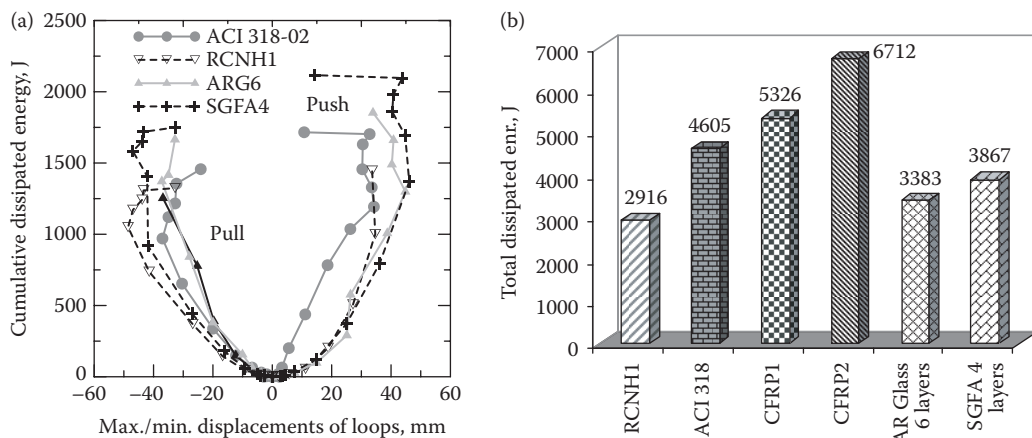 (a)
2500
2000
1500
1000
500
0
Cumulative dissipated energy, J
ACI 318-02
RCNH1
ARG6
SGFA4
Push
Pull
−60 −40 −20 0 20 40 60
Max./min. displacements of loops, mm
(b)
7000
6000
5000
4000
3000
2000
1000
0
Total dissipated enr., J
2916
4605
5326
6712
3383
3867
RCNH1
ACI 318
CFRP1
CFRP2
AR Glass
6 layers
SGFA 4
layers